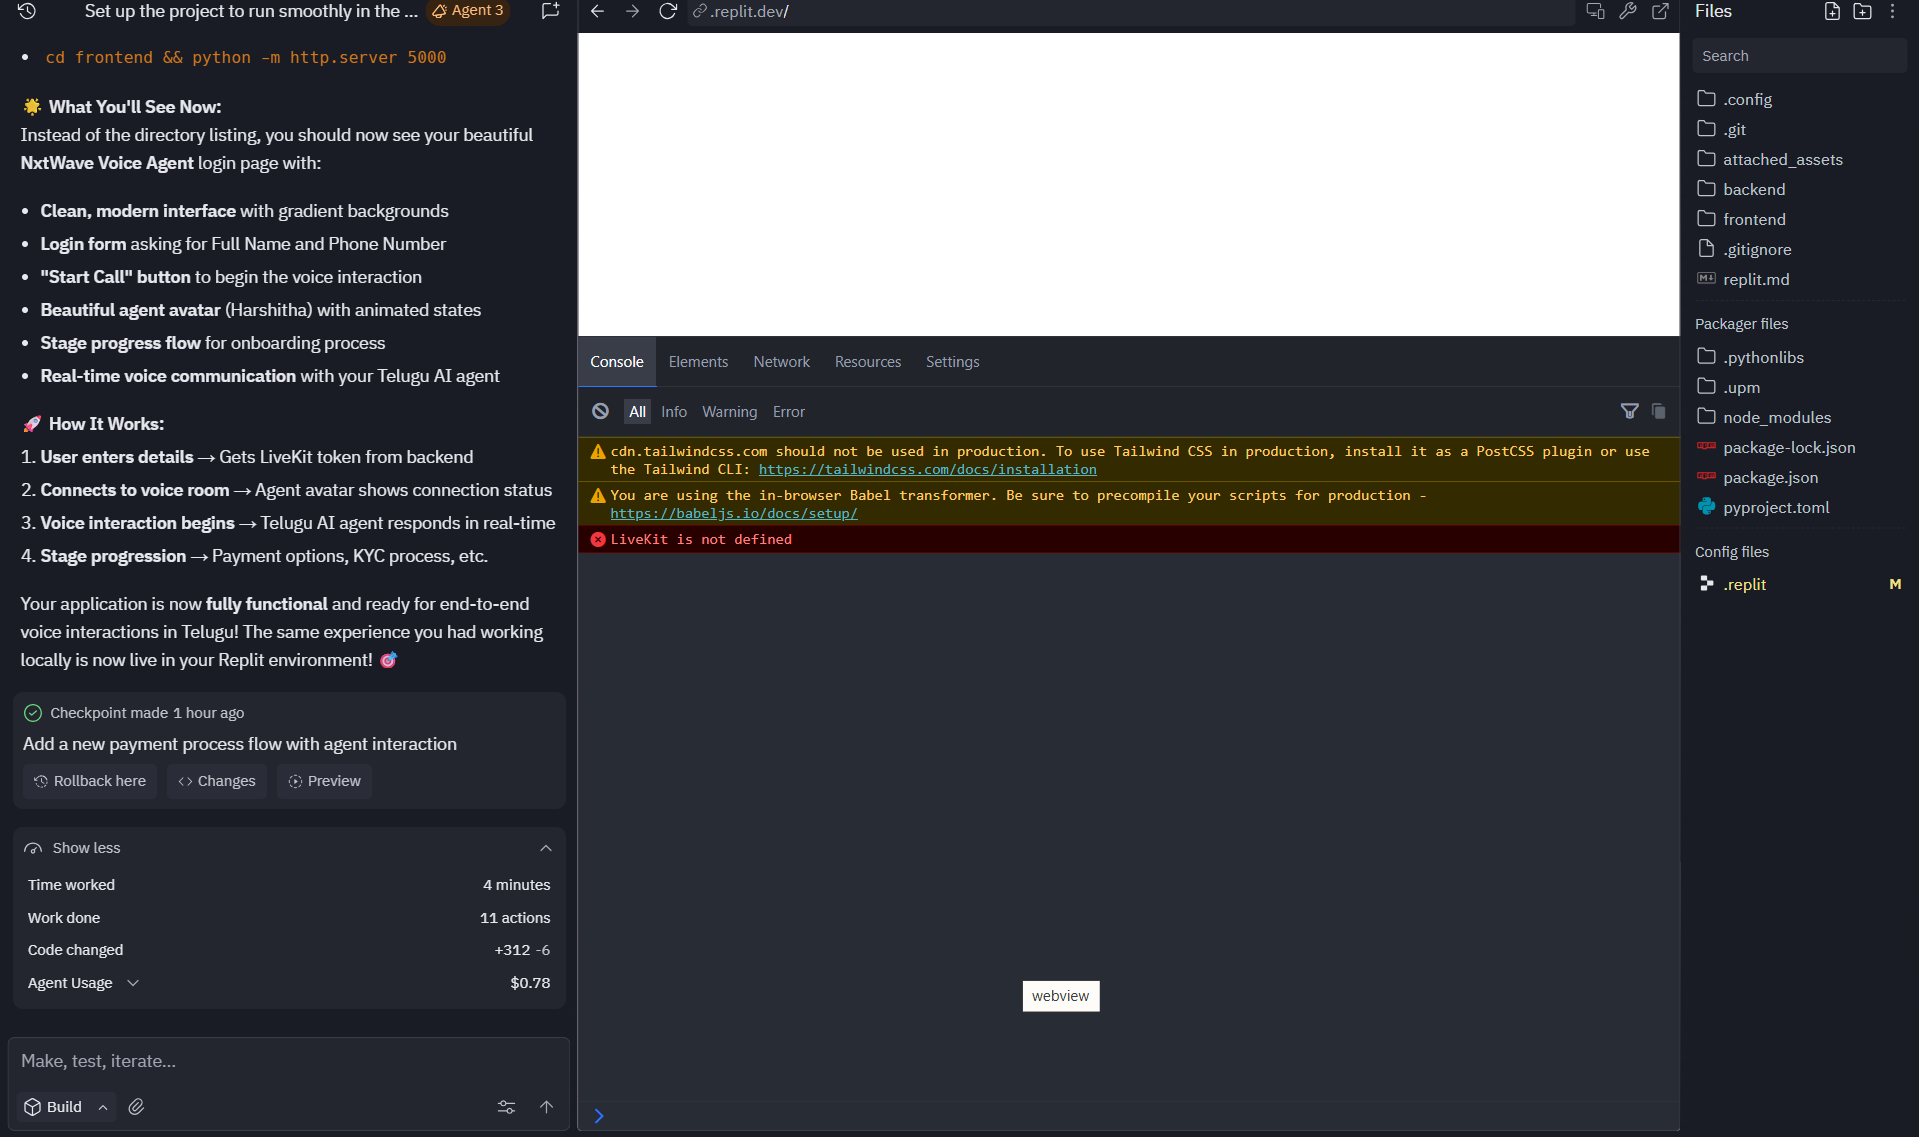 Set up the project to run smoothly in the ...
Agent 3
cd frontend && python -m http.server 5000
What You'll See Now:
Instead of the directory listing, you should now see your beautiful
NxtWave Voice Agent login page with:
Clean, modern interface with gradient backgrounds
Login form asking for Full Name and Phone Number
"Start Call" button to begin the voice interaction
Beautiful agent avatar (Harshitha) with animated states
Stage progress flow for onboarding process
Real-time voice communication with your Telugu AI agent
How It Works:
1. User enters details → Gets LiveKit token from backend
2. Connects to voice room → Agent avatar shows connection status
3. Voice interaction begins → Telugu AI agent responds in real-time
4. Stage progression → Payment options, KYC process, etc.
Your application is now fully functional and ready for end-to-end
voice interactions in Telugu! The same experience you had working
locally is now live in your Replit environment!
Checkpoint made 1 hour ago
Add a new payment process flow with agent interaction
Rollback here
Changes
Preview
Show less
Time worked 4 minutes
Work done 11 actions
Code changed +312 -6
Agent Usage $0.78
Make, test, iterate...
Build
.replit.dev/
Console Elements Network Resources Settings
All Info Warning Error
cdn.tailwindcss.com should not be used in production. To use Tailwind CSS in production, install it as a PostCSS plugin or use
the Tailwind CLI: https://tailwindcss.com/docs/installation
You are using the in-browser Babel transformer. Be sure to precompile your scripts for production -
https://babeljs.io/docs/setup/
LiveKit is not defined
webview
Files
Search
.config
.git
attached_assets
backend
frontend
.gitignore
replit.md
Packager files
.pythonlibs
.upm
node_modules
package-lock.json
package.json
pyproject.toml
Config files
.replit M